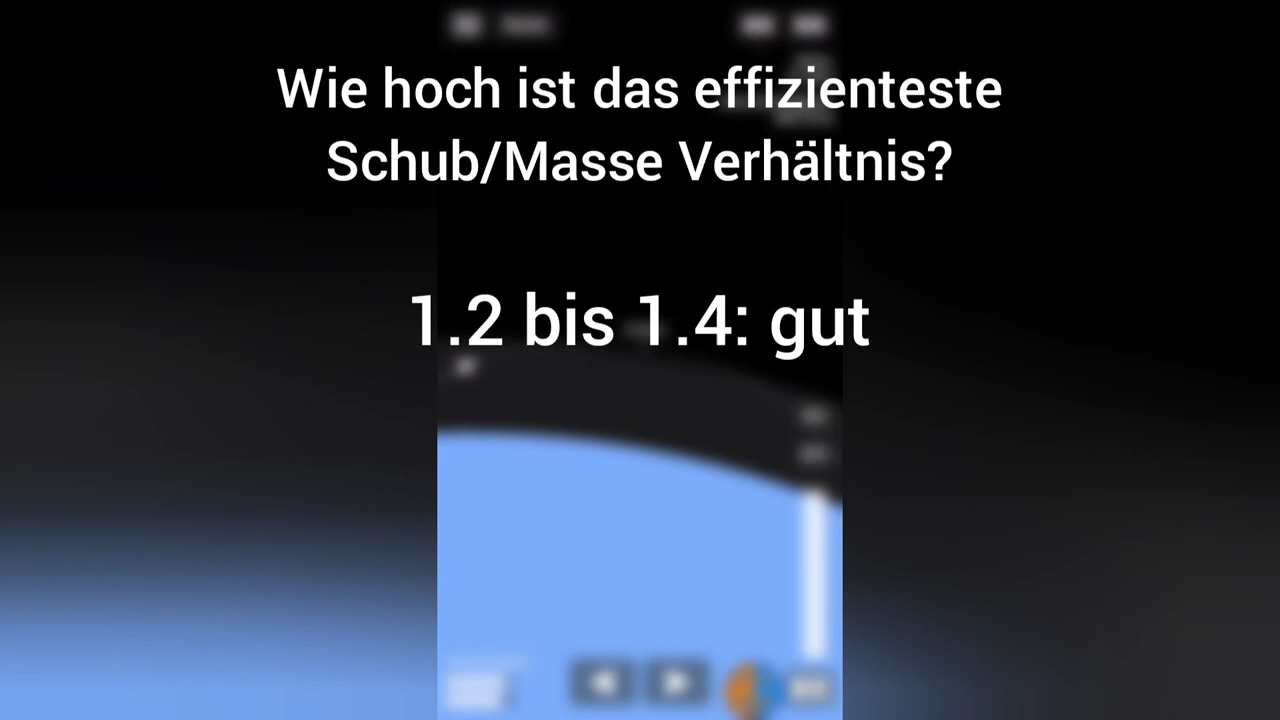 Wie hoch ist das effizienteste
Schub/Masse Verhältnis?
1.2 bis 1.4: gut